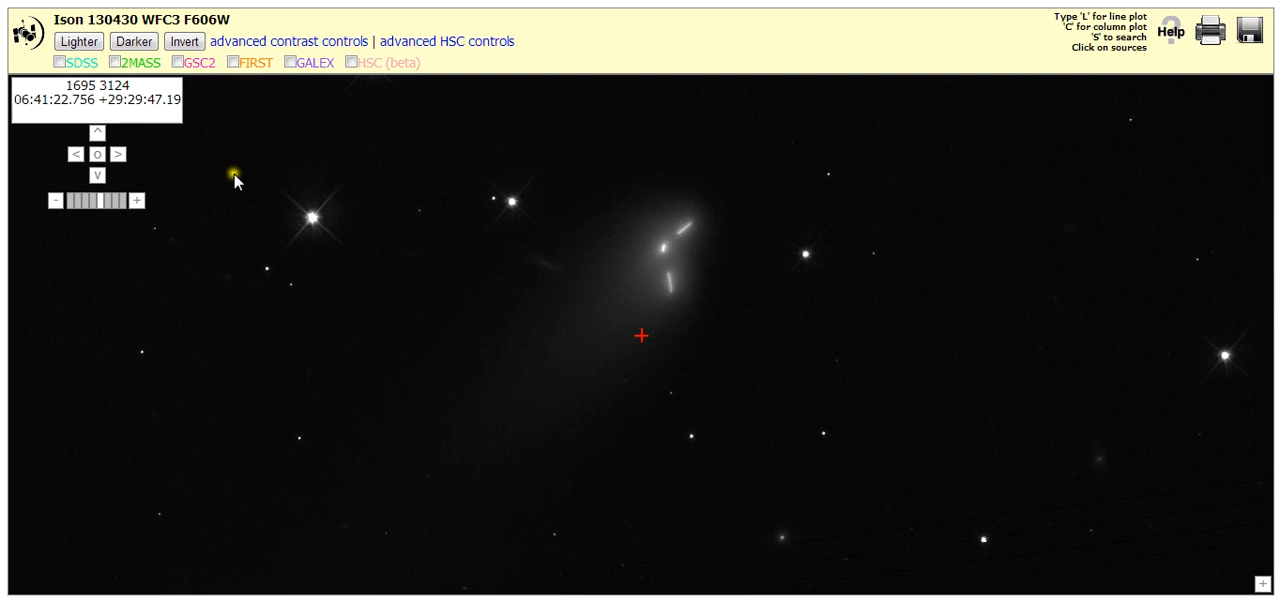 Ison 130430 WFC3 F606W
Lighter Darker Invert advanced contrast controls | advanced HSC controls
SDSS 2MASS GSC2 FIRST GALEX HSC (beta)
Type 'L' for line plot
'C' for column plot
'S' to search
Click on sources
Help
1695 3124
06:41:22.756 +29:29:47.19
^
< o >
v
- +
+